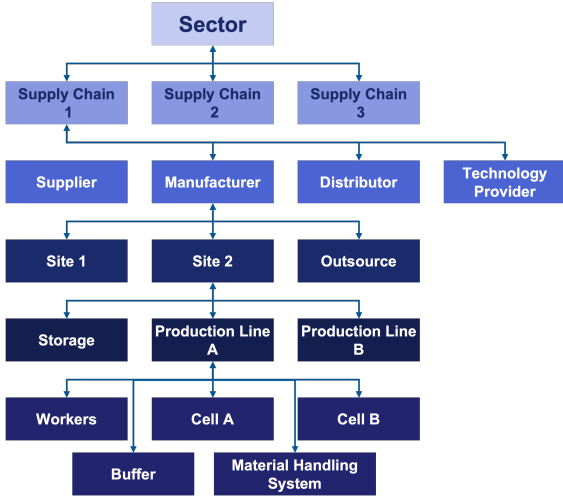 Sector
Supply Chain
1
Supply Chain
2
Supply Chain
3
Supplier
Manufacturer
Distributor
Technology
Provider
Site 1
Site 2
Outsource
Storage
Production Line
A
Production Line
B
Workers
Cell A
Cell B
Buffer
Material Handling
System